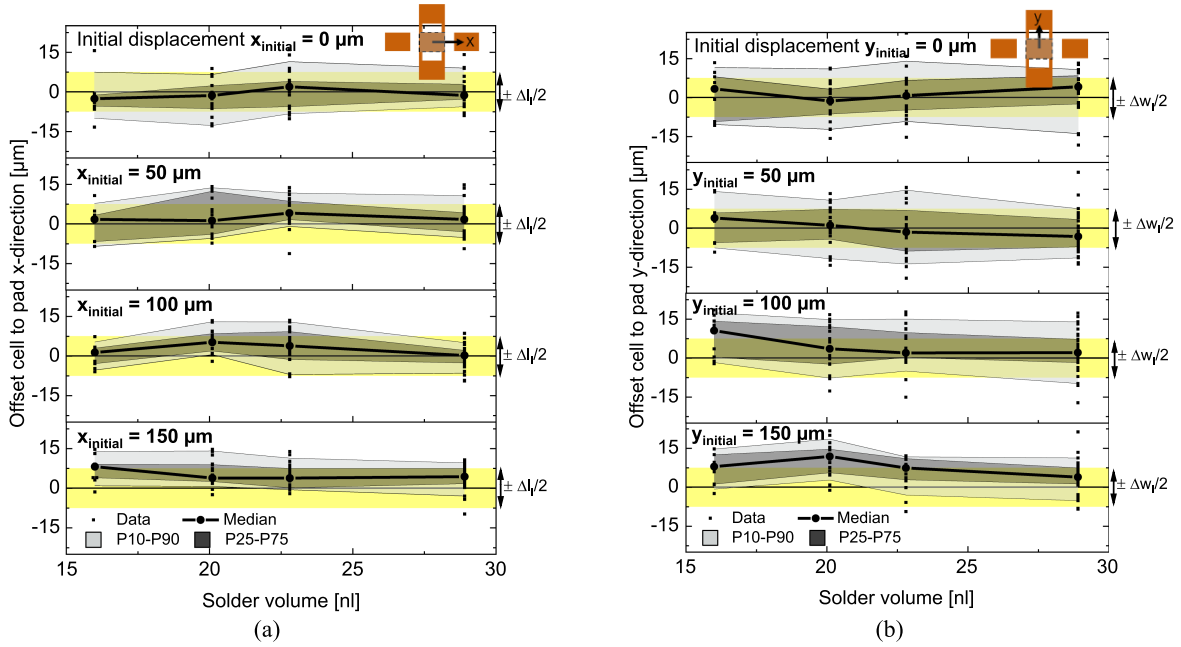 Initial displacement x_initial = 0 µm
x
15
0
-15
± Δl_l/2
x_initial = 50 µm
15
0
-15
± Δl_l/2
x_initial = 100 µm
15
0
-15
± Δl_l/2
x_initial = 150 µm
15
0
-15
± Δl_l/2
Data
Median
P10-P90
P25-P75
15 20 25 30
Offset cell to pad x-direction [µm]
Solder volume [nl]
(a)
Initial displacement y_initial = 0 µm
y
15
0
-15
± Δw_l/2
y_initial = 50 µm
15
0
-15
± Δw_l/2
y_initial = 100 µm
15
0
-15
± Δw_l/2
y_initial = 150 µm
15
0
-15
± Δw_l/2
Data
Median
P10-P90
P25-P75
15 20 25 30
Offset cell to pad y-direction [µm]
Solder volume [nl]
(b)